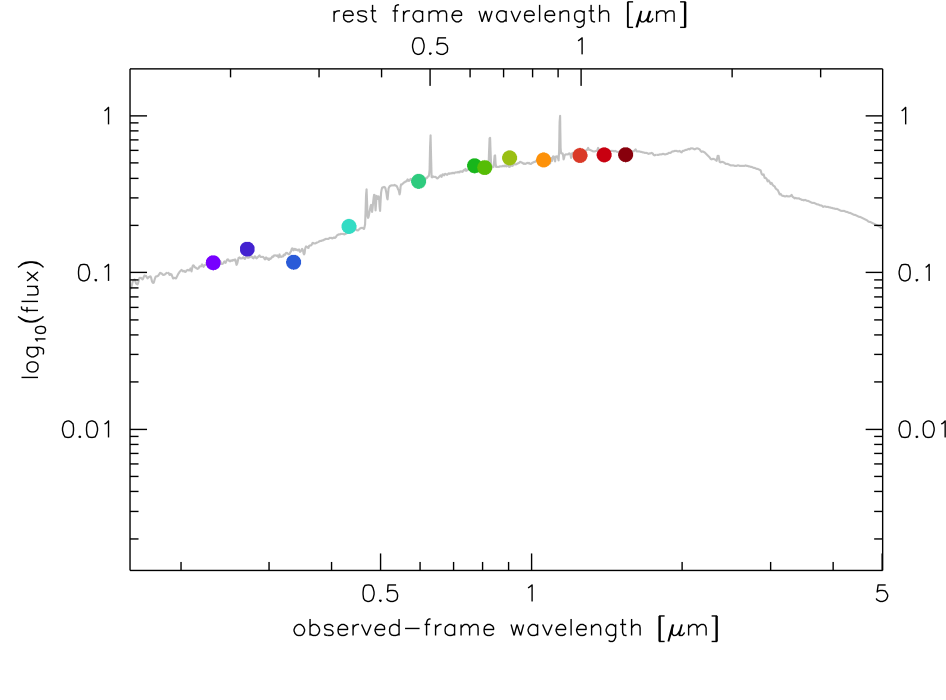 rest frame wavelength [μm]
0.5 1
1 1
0.1 0.1
0.01 0.01
log10(flux)
0.5 1 5
observed-frame wavelength [μm]